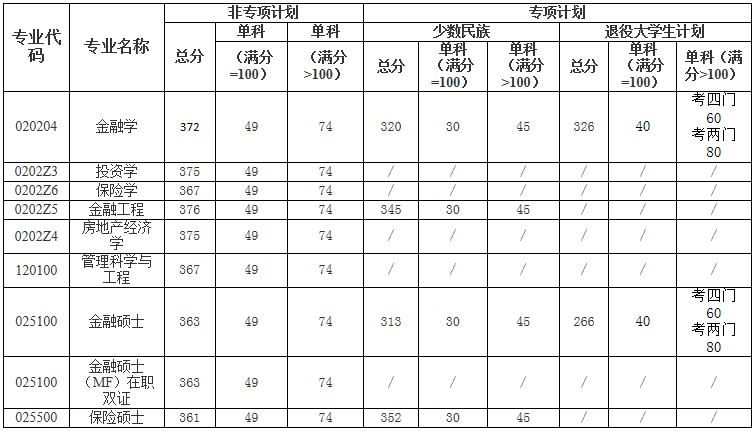 专业代码 专业名称 非专项计划 专项计划
总分 单科（满分=100） 单科（满分>100） 少数民族 退役大学生计划
总分 单科（满分=100） 单科（满分>100） 总分 单科（满分=100） 单科（满分>100）
020204 金融学 372 49 74 320 30 45 326 40 考四门60考两门80
0202Z3 投资学 375 49 74 / / / / / /
0202Z6 保险学 367 49 74 / / / / / /
0202Z5 金融工程 376 49 74 345 30 45 / / /
0202Z4 房地产经济学 375 49 74 / / / / / /
120100 管理科学与工程 367 49 74 / / / / / /
025100 金融硕士 363 49 74 313 30 45 266 40 考四门60考两门80
025100 金融硕士（MF）在职双证 363 49 74 / / / / / /
025500 保险硕士 361 49 74 352 30 45 / / /